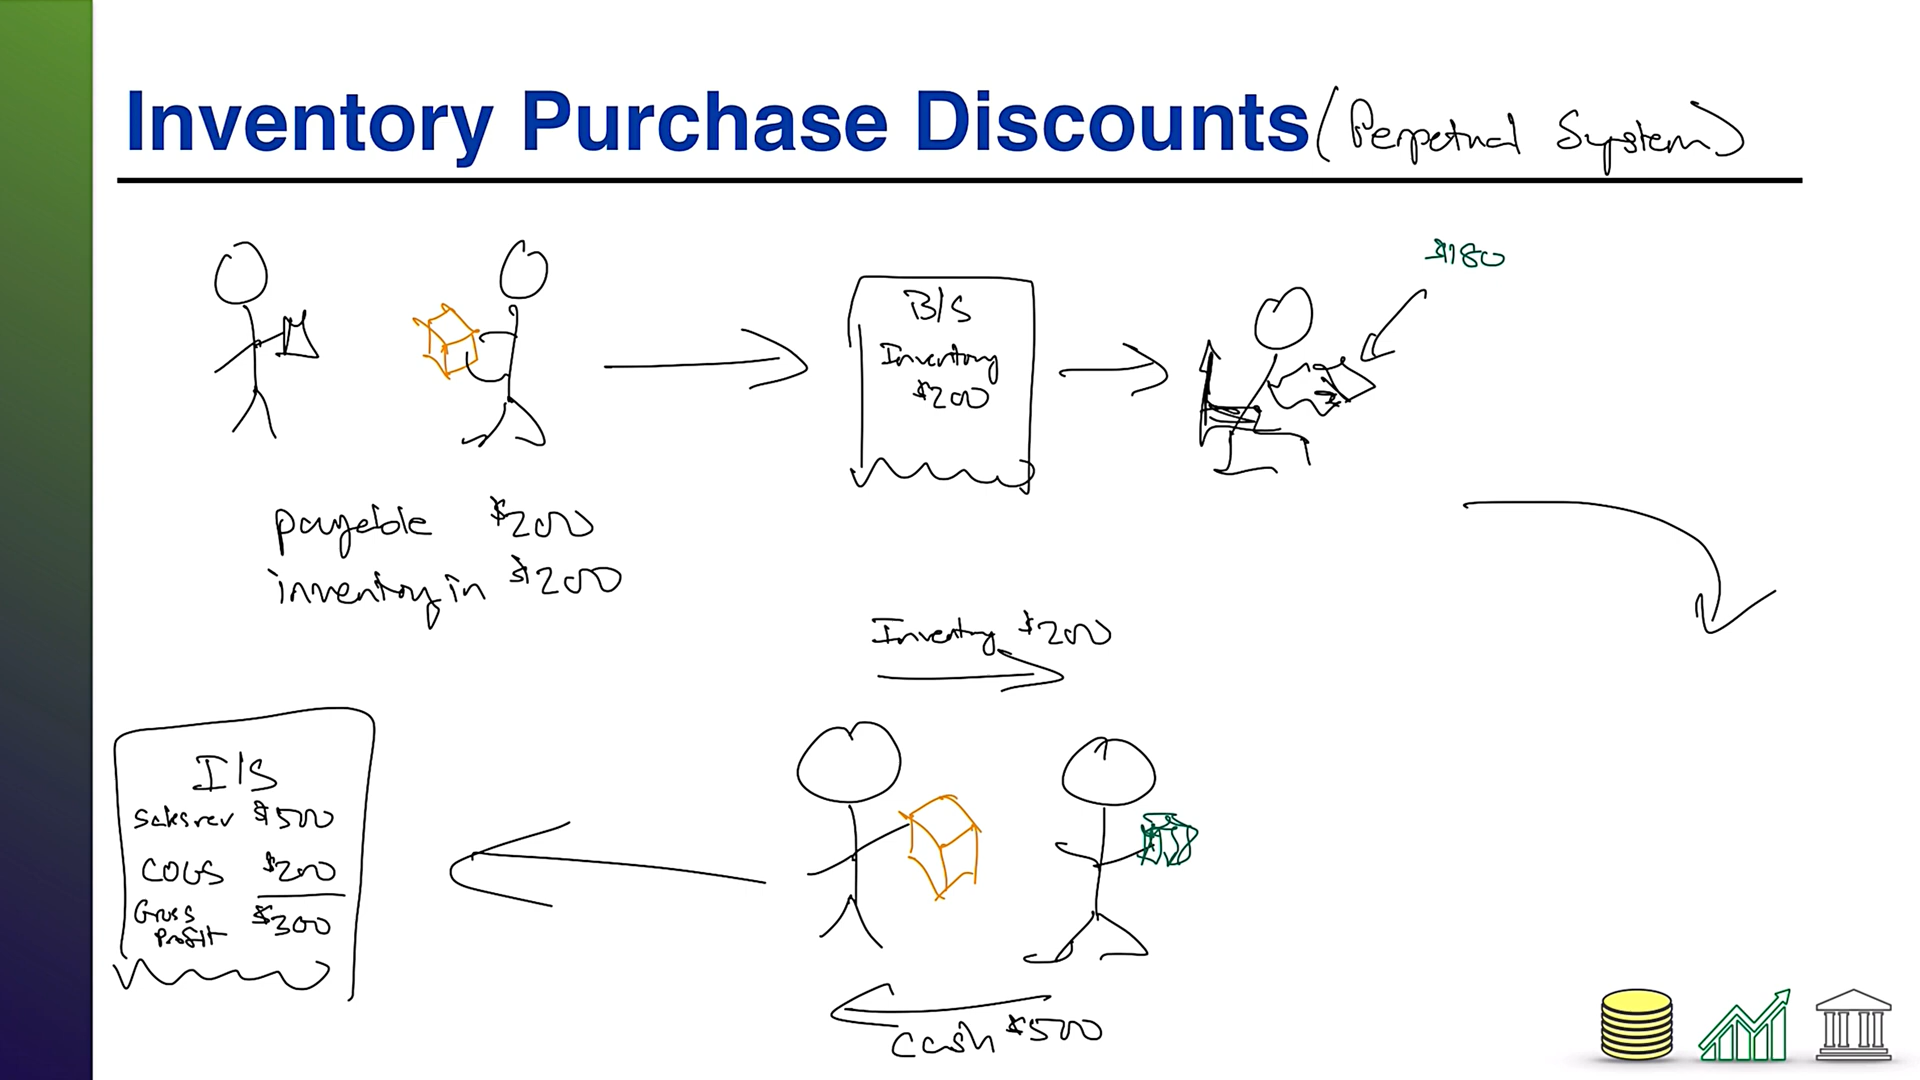 Inventory Purchase Discounts (Perpetual System)
$180
B/S
Inventory
$200
payable $200
inventory in $200
Inventory $200
I/S
Sales rev $500
COGS $200
Gross Profit $300
Cash $500